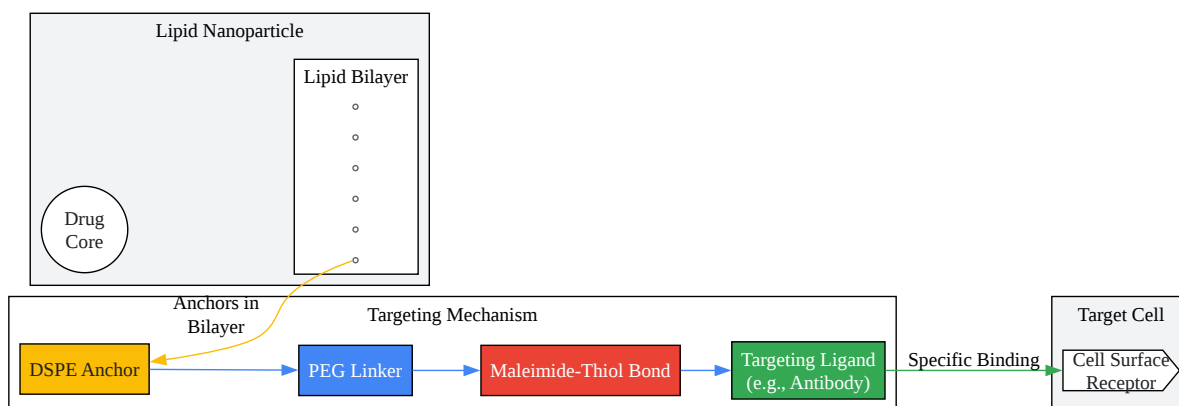 Lipid Nanoparticle
Lipid Bilayer
Drug
Core
Anchors in
Bilayer
Targeting Mechanism
Target Cell
DSPE Anchor
PEG Linker
Maleimide-Thiol Bond
Targeting Ligand
(e.g., Antibody)
Specific Binding
Cell Surface
Receptor